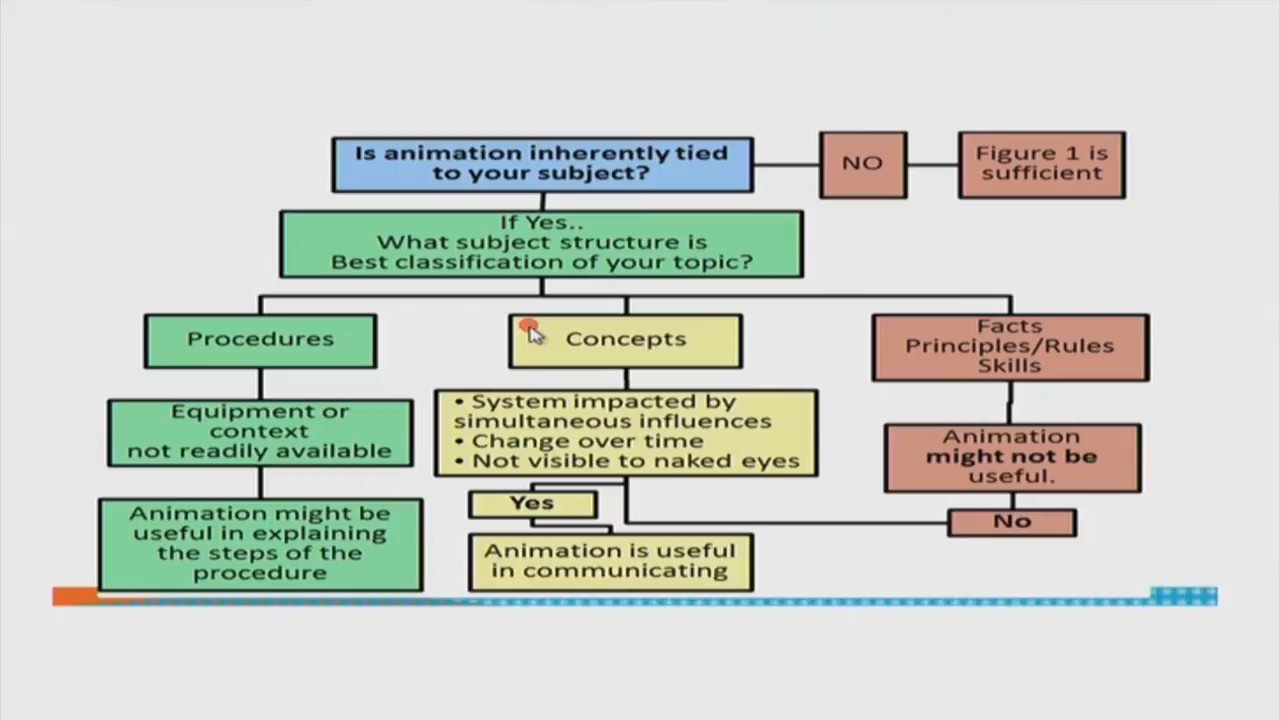 Is animation inherently tied
to your subject?
NO
Figure 1 is
sufficient
If Yes..
What subject structure is
Best classification of your topic?
Procedures
Concepts
Facts
Principles/Rules
Skills
Equipment or
context
not readily available
• System impacted by
simultaneous influences
• Change over time
• Not visible to naked eyes
Animation
might not be
useful.
Yes
No
Animation might be
useful in explaining
the steps of the
procedure
Animation is useful
in communicating